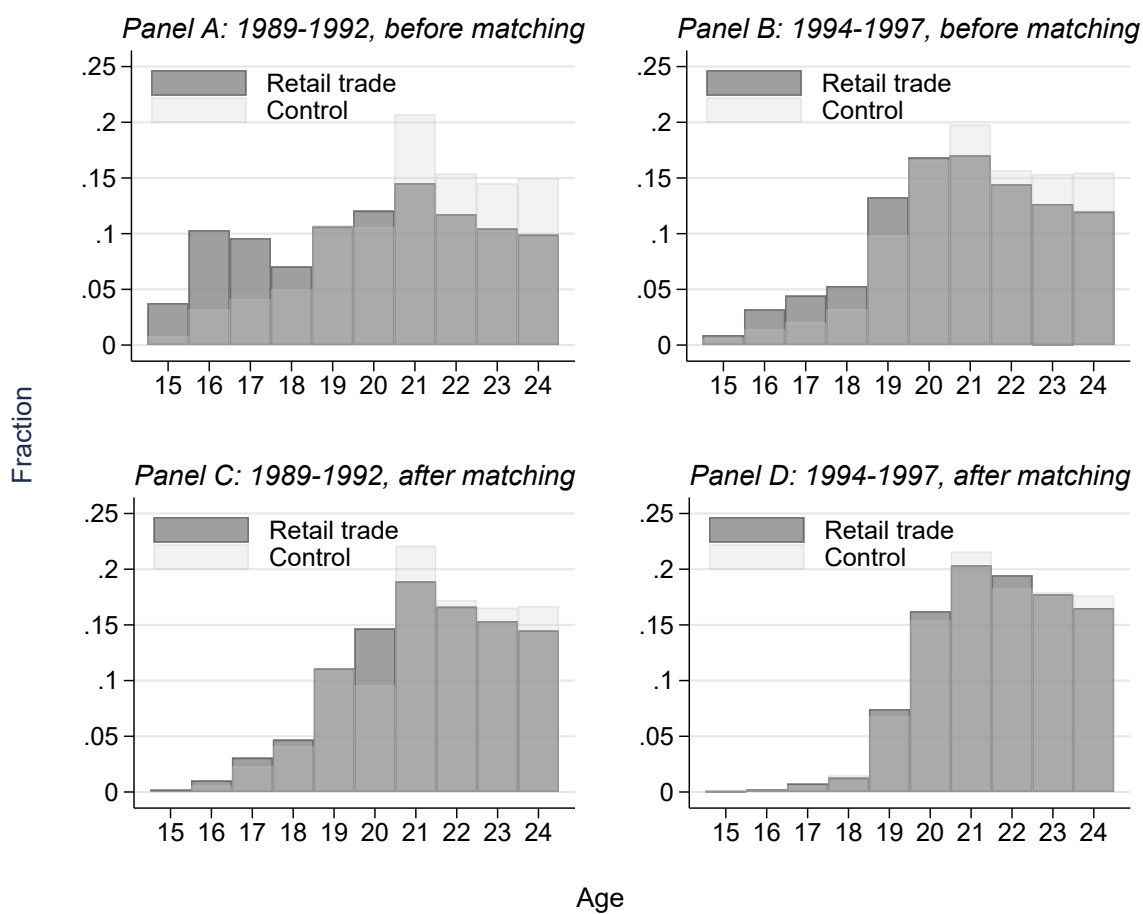 Panel A: 1989-1992, before matching
.25
.2
.15
.1
.05
0
Retail trade
Control
15 16 17 18 19 20 21 22 23 24
Panel B: 1994-1997, before matching
.25
.2
.15
.1
.05
0
Retail trade
Control
15 16 17 18 19 20 21 22 23 24
Fraction
Panel C: 1989-1992, after matching
.25
.2
.15
.1
.05
0
Retail trade
Control
15 16 17 18 19 20 21 22 23 24
Panel D: 1994-1997, after matching
.25
.2
.15
.1
.05
0
Retail trade
Control
15 16 17 18 19 20 21 22 23 24
Age